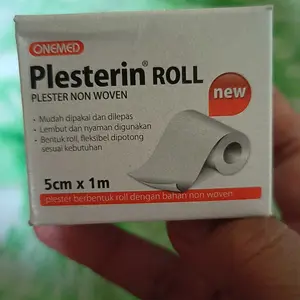 ONEMED
Plesterin® ROLL
PLESTER NON WOVEN
new
• Mudah dipakai dan dilepas
• Lembut dan nyaman digunakan
• Bentuk roll, fleksibel dipotong
sesuai kebutuhan
5cm x 1m
plester berbentuk roll dengan bahan non woven